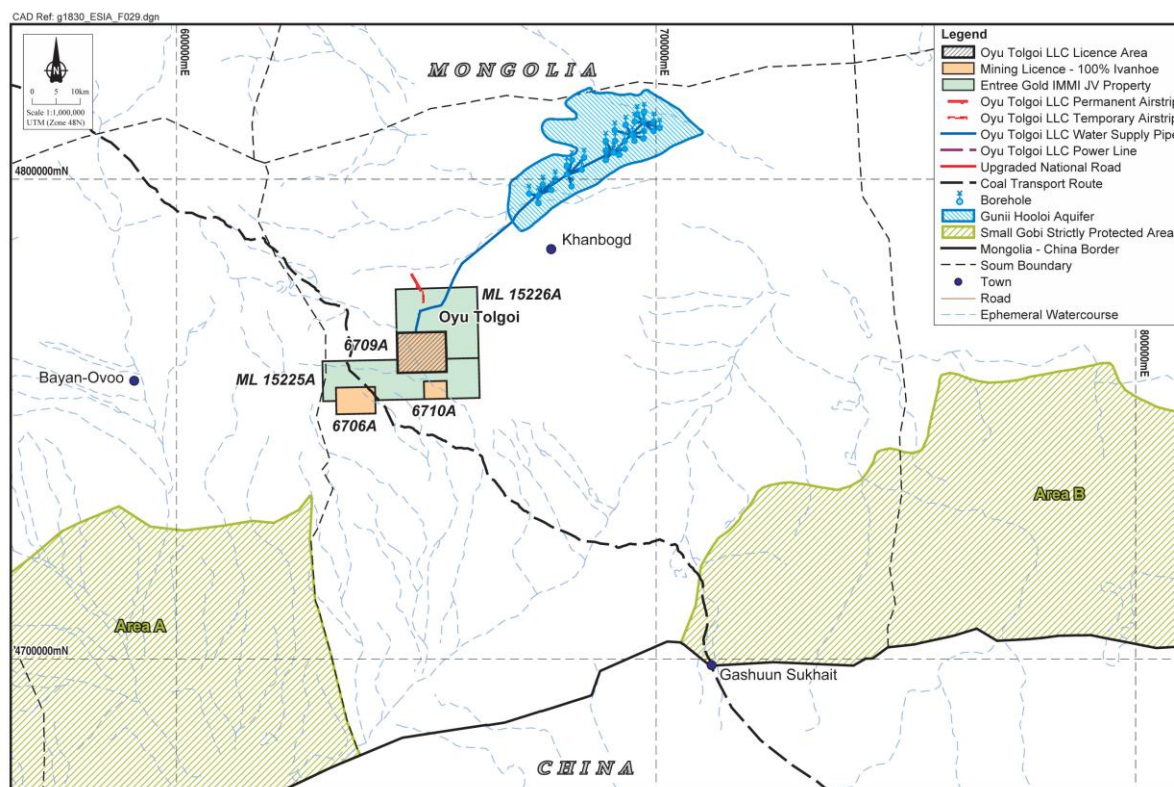 CAD Ref: g1830_ESIA_F029.dgn
600000mE
700000mE
800000mE
4800000mN
4700000mN
N
0 5 10km
Scale 1:1,000,000
UTM (Zone 48N)
MONGOLIA
Khanbogd
ML 15226A
Oyu Tolgoi
6709A
ML 15225A
Bayan-Ovoo
6710A
6706A
Area B
Area A
Gashuun Sukhait
CHINA
Legend
Oyu Tolgoi LLC Licence Area
Mining Licence - 100% Ivanhoe
Entree Gold IMMI JV Property
Oyu Tolgoi LLC Permanent Airstrip
Oyu Tolgoi LLC Temporary Airstrip
Oyu Tolgoi LLC Water Supply Pipe
Oyu Tolgoi LLC Power Line
Upgraded National Road
Coal Transport Route
Borehole
Gunii Hooloi Aquifer
Small Gobi Strictly Protected Area
Mongolia - China Border
Soum Boundary
Town
Road
Ephemeral Watercourse